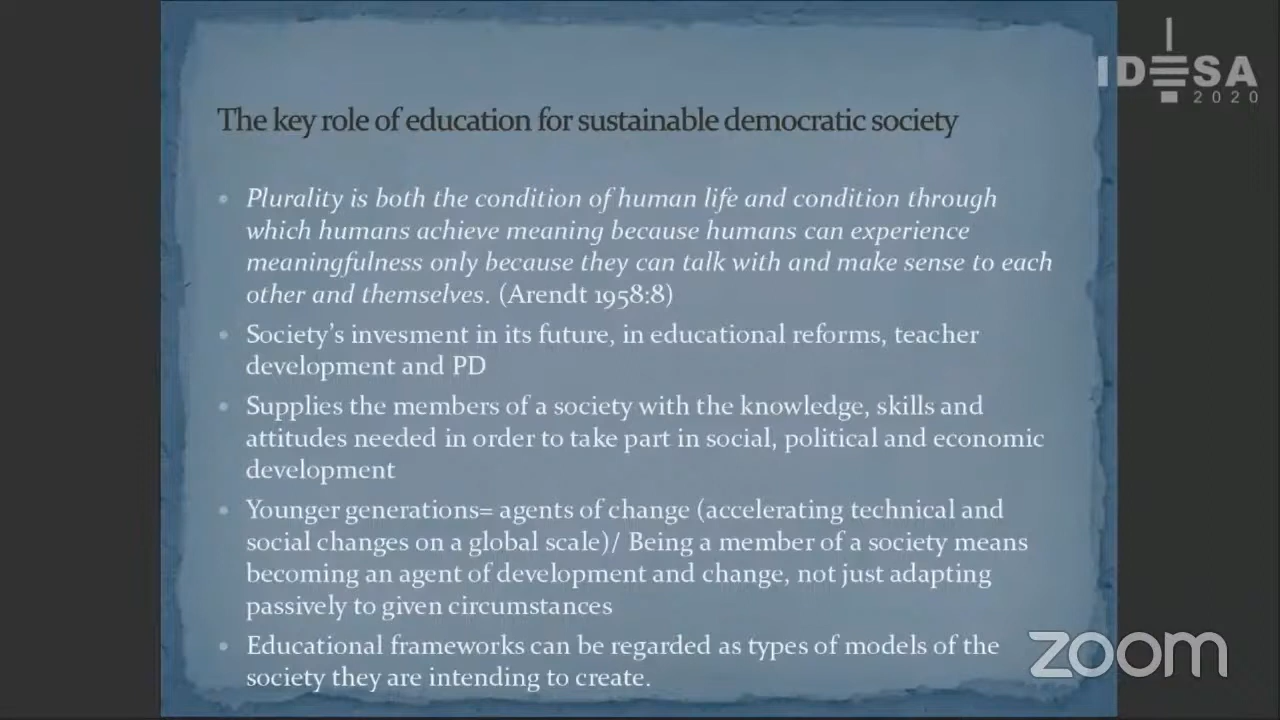 IDESA
2020
The key role of education for sustainable democratic society
• Plurality is both the condition of human life and condition through
which humans achieve meaning because humans can experience
meaningfulness only because they can talk with and make sense to each
other and themselves. (Arendt 1958:8)
• Society's invesment in its future, in educational reforms, teacher
development and PD
• Supplies the members of a society with the knowledge, skills and
attitudes needed in order to take part in social, political and economic
development
• Younger generations= agents of change (accelerating technical and
social changes on a global scale)/ Being a member of a society means
becoming an agent of development and change, not just adapting
passively to given circumstances
• Educational frameworks can be regarded as types of models of the
society they are intending to create.
zoom